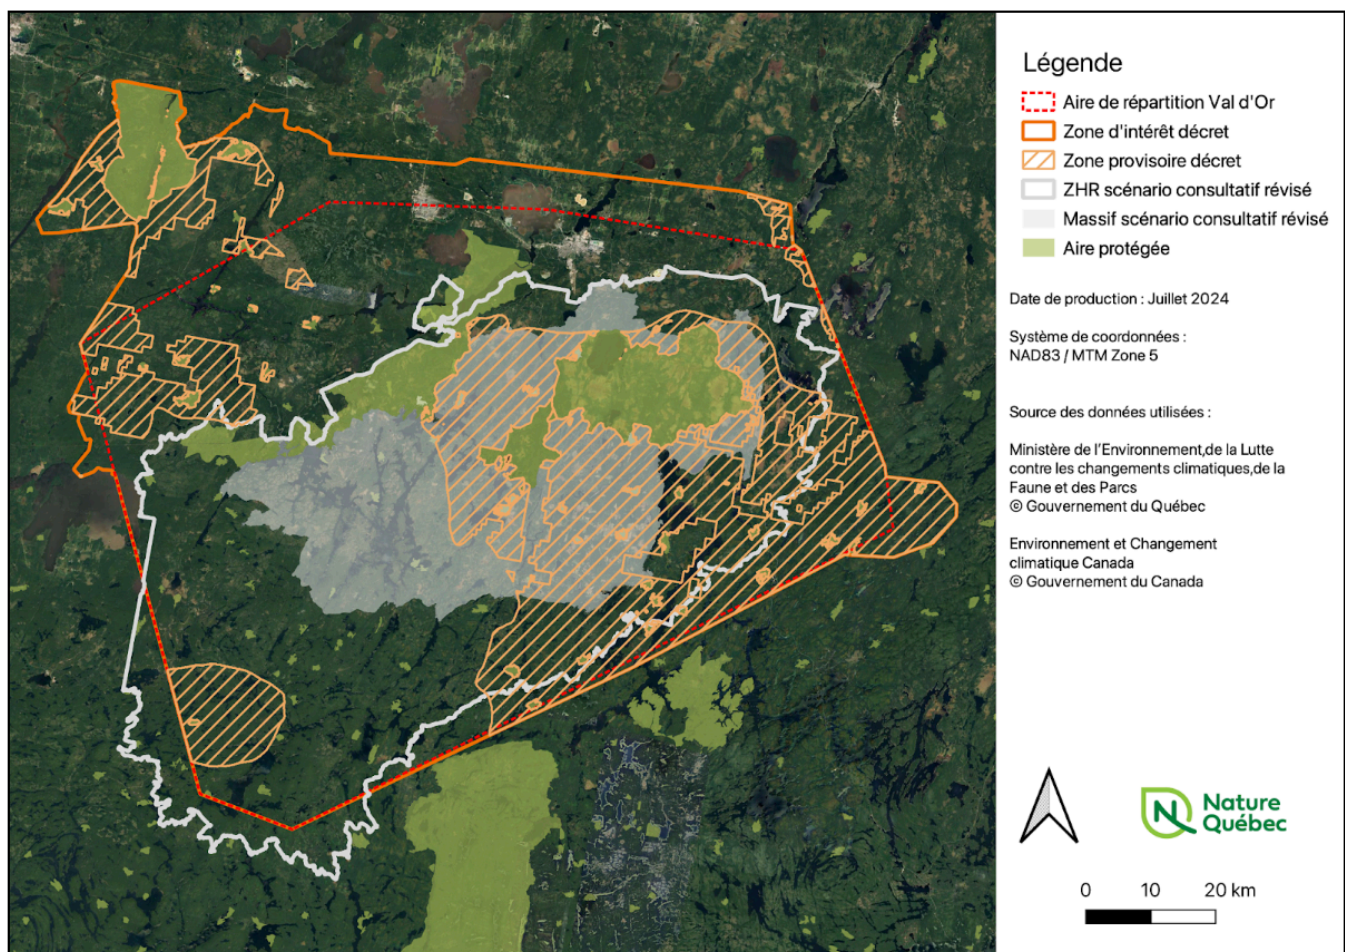 Légende
Aire de répartition Val d'Or
Zone d'intérêt décret
Zone provisoire décret
ZHR scénario consultatif révisé
Massif scénario consultatif révisé
Aire protégée
Date de production : Juillet 2024
Système de coordonnées :
NAD83 / MTM Zone 5
Source des données utilisées :
Ministère de l'Environnement,de la Lutte
contre les changements climatiques,de la
Faune et des Parcs
© Gouvernement du Québec
Environnement et Changement
climatique Canada
© Gouvernement du Canada
Nature
Québec
0 10 20 km